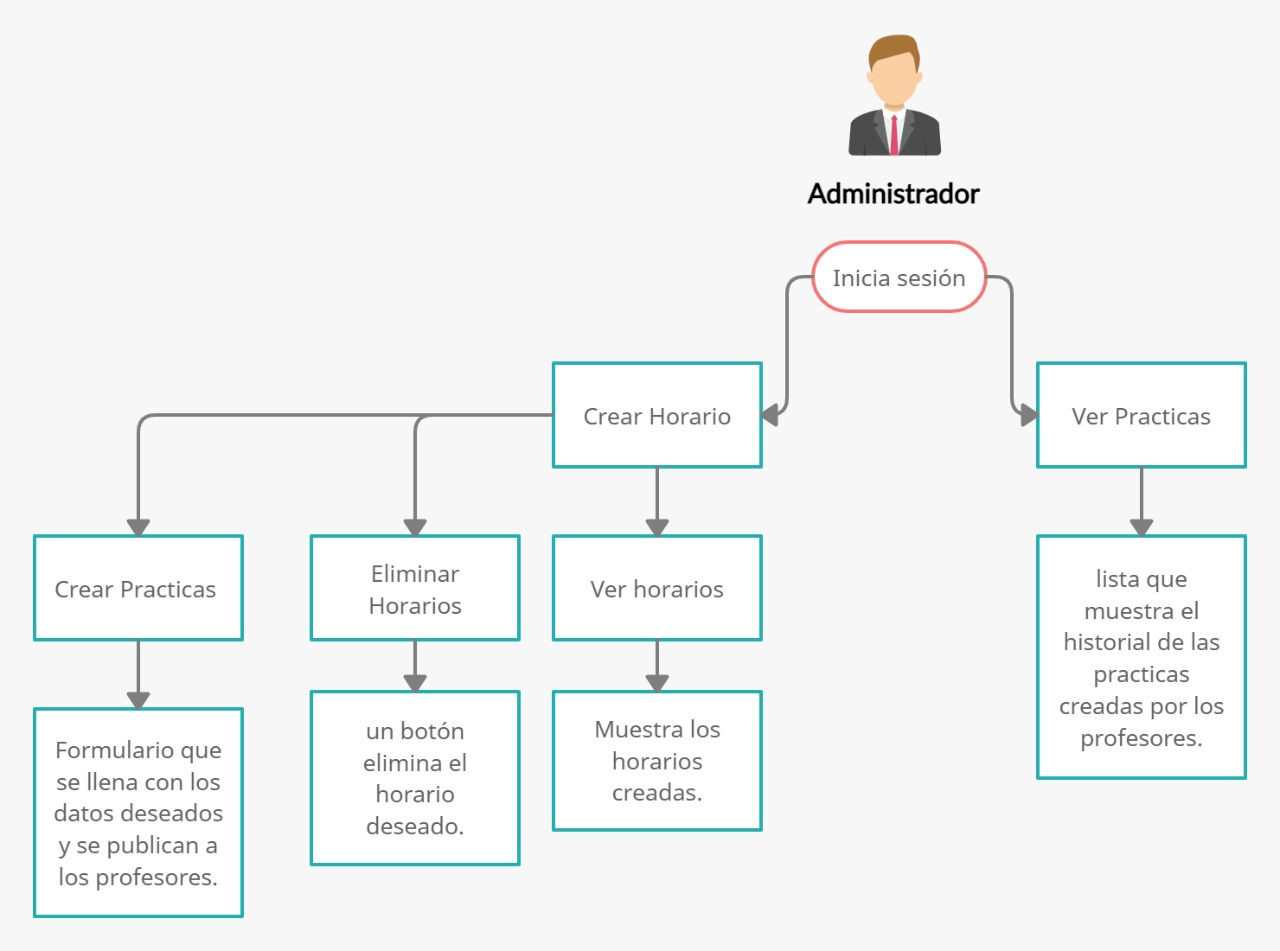 Administrador
Inicia sesión
Crear Horario
Ver Practicas
Crear Practicas
Eliminar
Horarios
Ver horarios
lista que
muestra el
historial de las
practicas
creadas por los
profesores.
Formulario que
se llena con los
datos deseados
y se publican a
los profesores.
un botón
elimina el
horario
deseado.
Muestra los
horarios
creadas.